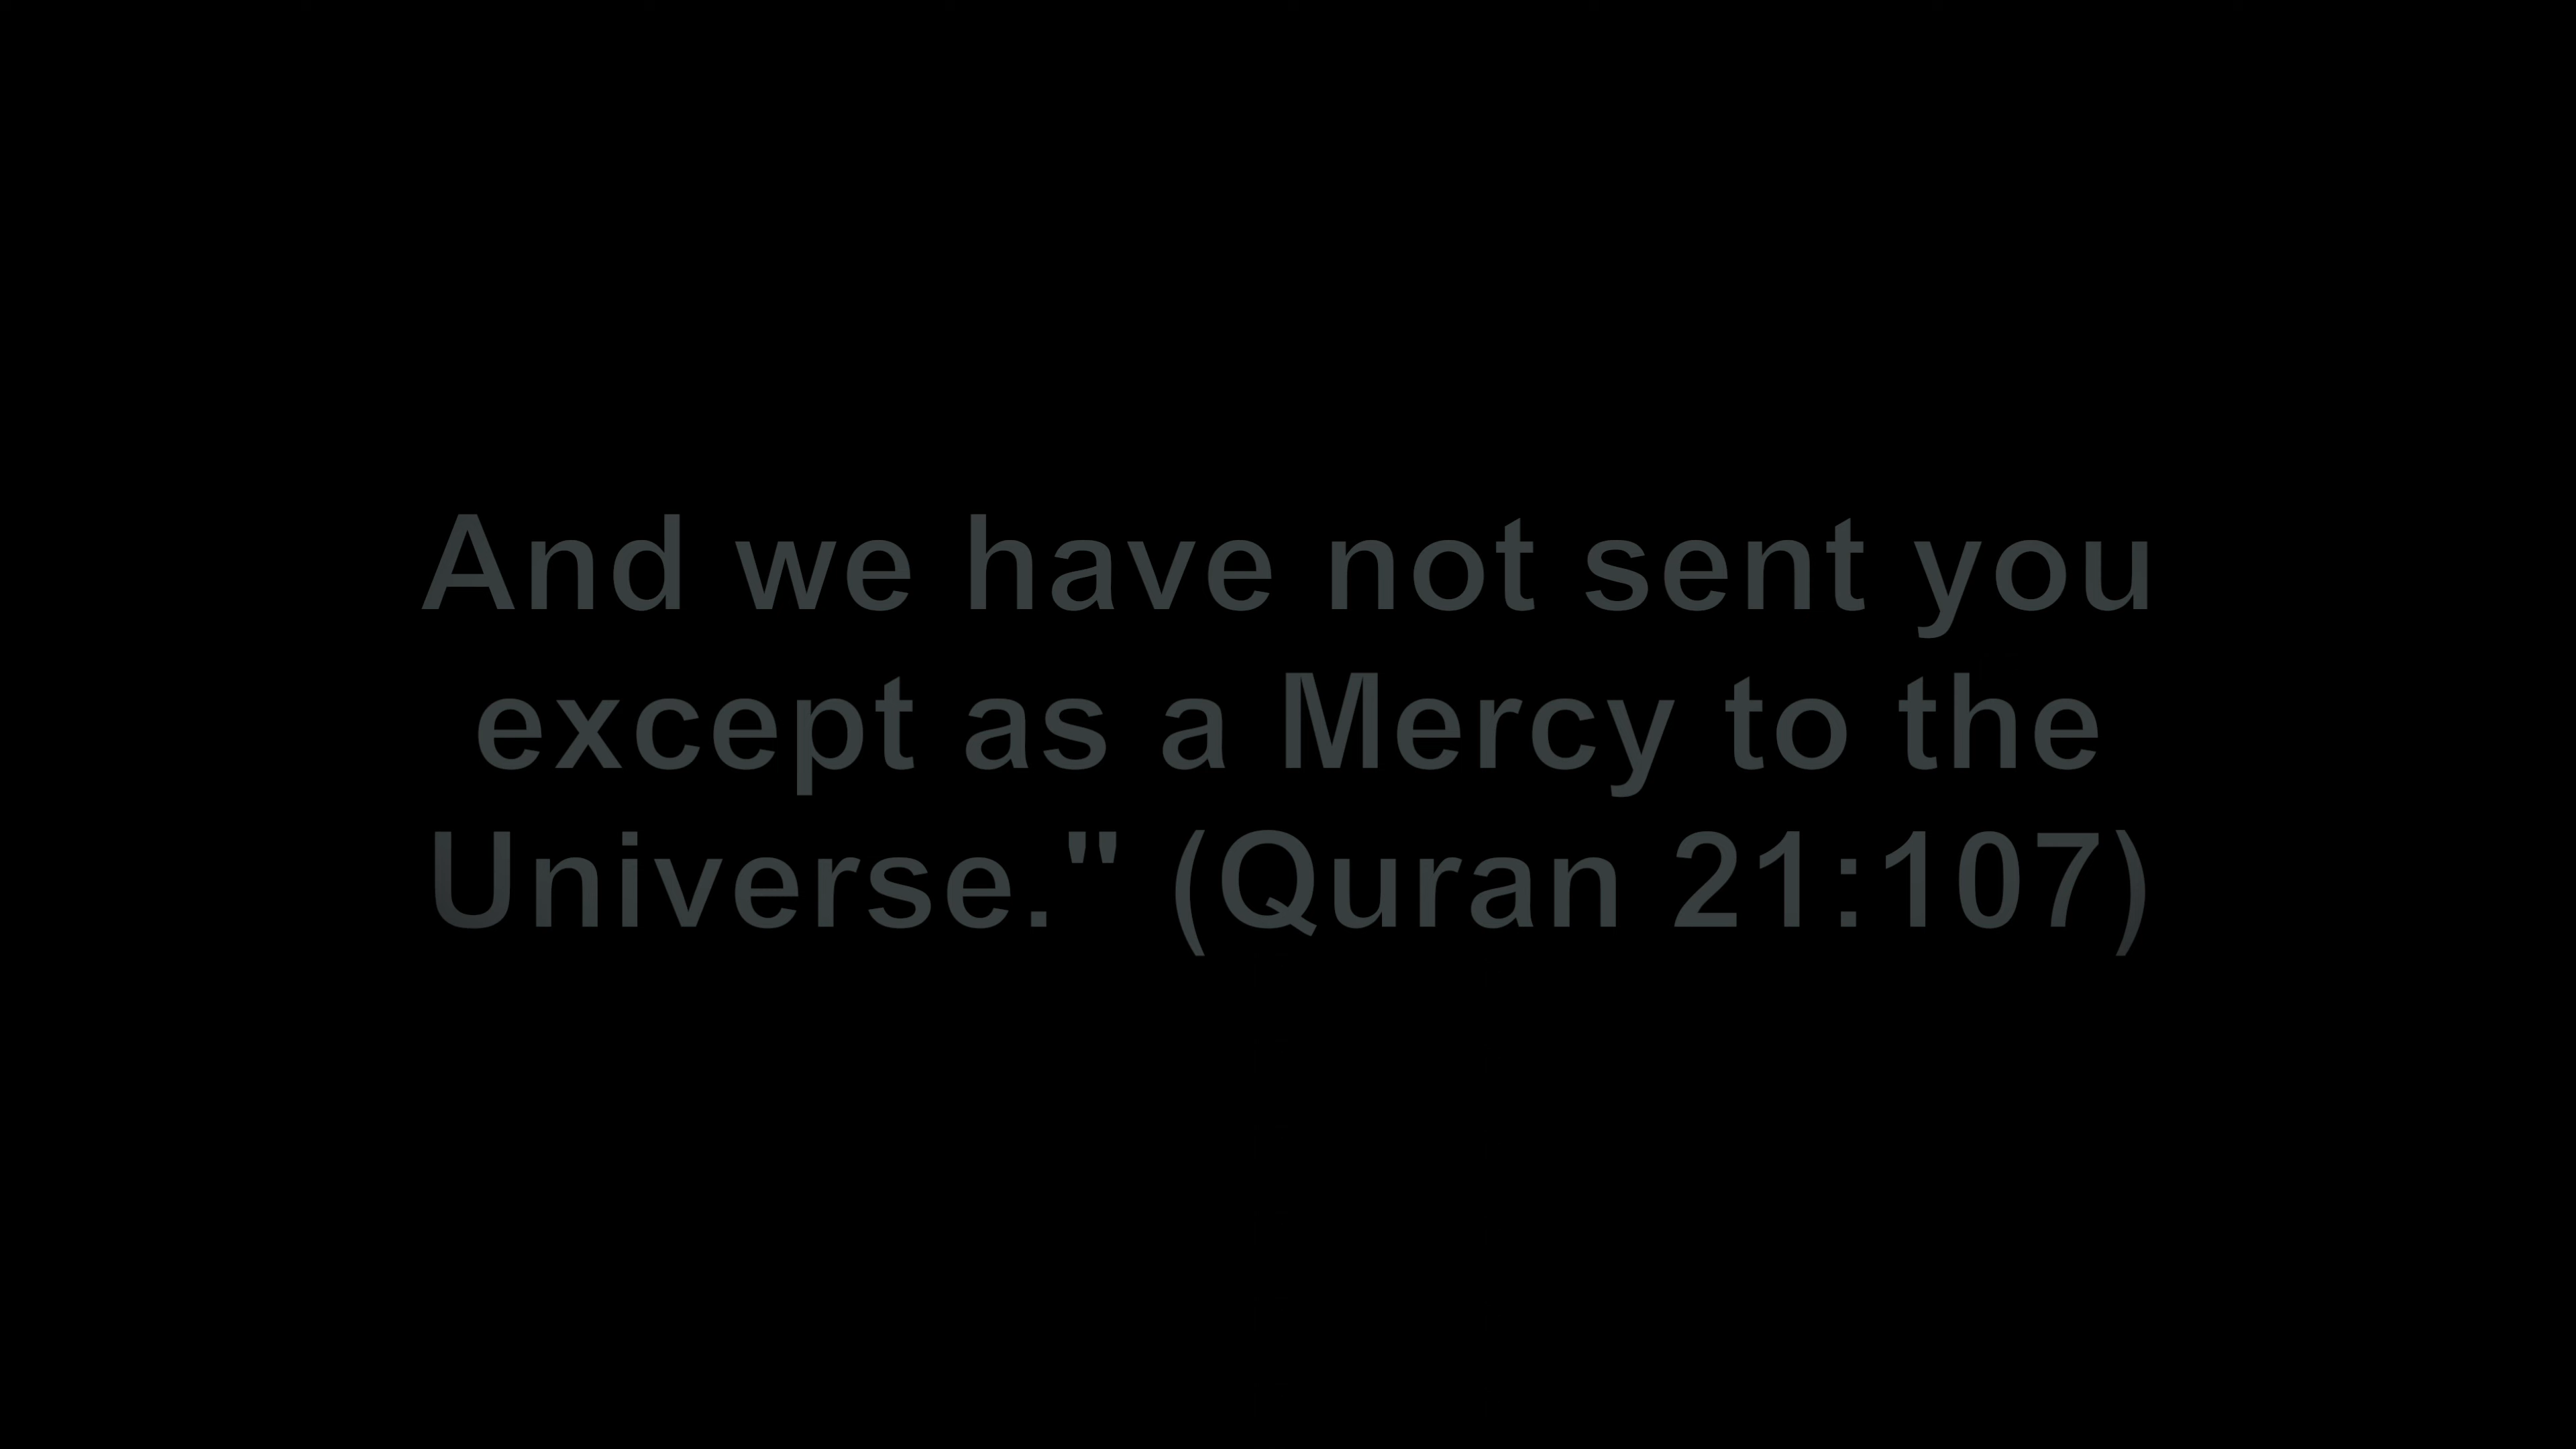 And we have not sent you
except as a Mercy to the
Universe." (Quran 21:107)